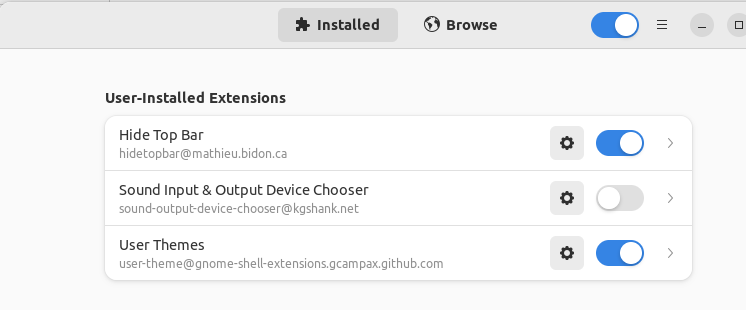 Installed
Browse
User-Installed Extensions
Hide Top Bar
hidetopbar@mathieu.bidon.ca
Sound Input & Output Device Chooser
sound-output-device-chooser@kgshank.net
User Themes
user-theme@gnome-shell-extensions.gcampax.github.com